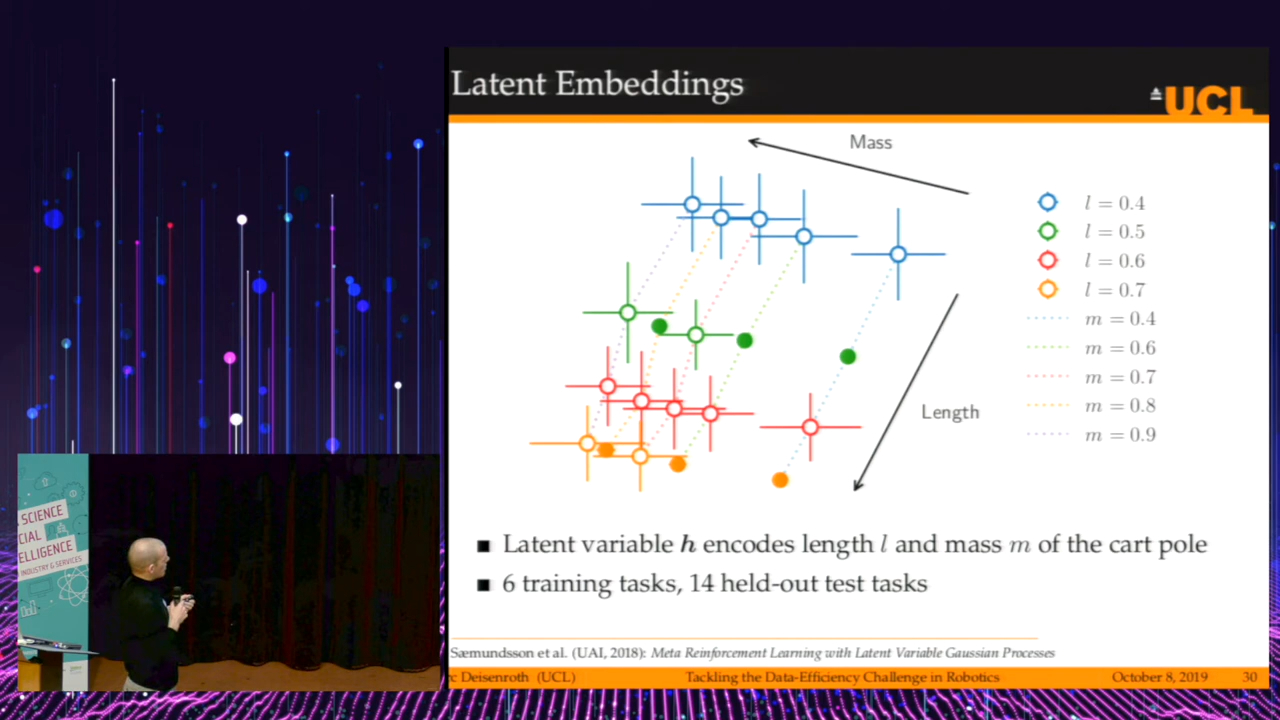 Latent Embeddings
UCL
Mass
Length
l = 0.4
l = 0.5
l = 0.6
l = 0.7
m = 0.4
m = 0.6
m = 0.7
m = 0.8
m = 0.9
■ Latent variable h encodes length l and mass m of the cart pole
■ 6 training tasks, 14 held-out test tasks
Sæmundsson et al. (UAI, 2018): Meta Reinforcement Learning with Latent Variable Gaussian Processes
rc Deisenroth (UCL) Tackling the Data-Efficiency Challenge in Robotics October 8, 2019 30
SCIENCE
CIAL
ELLIGENCE
INDUSTRY & SERVICES